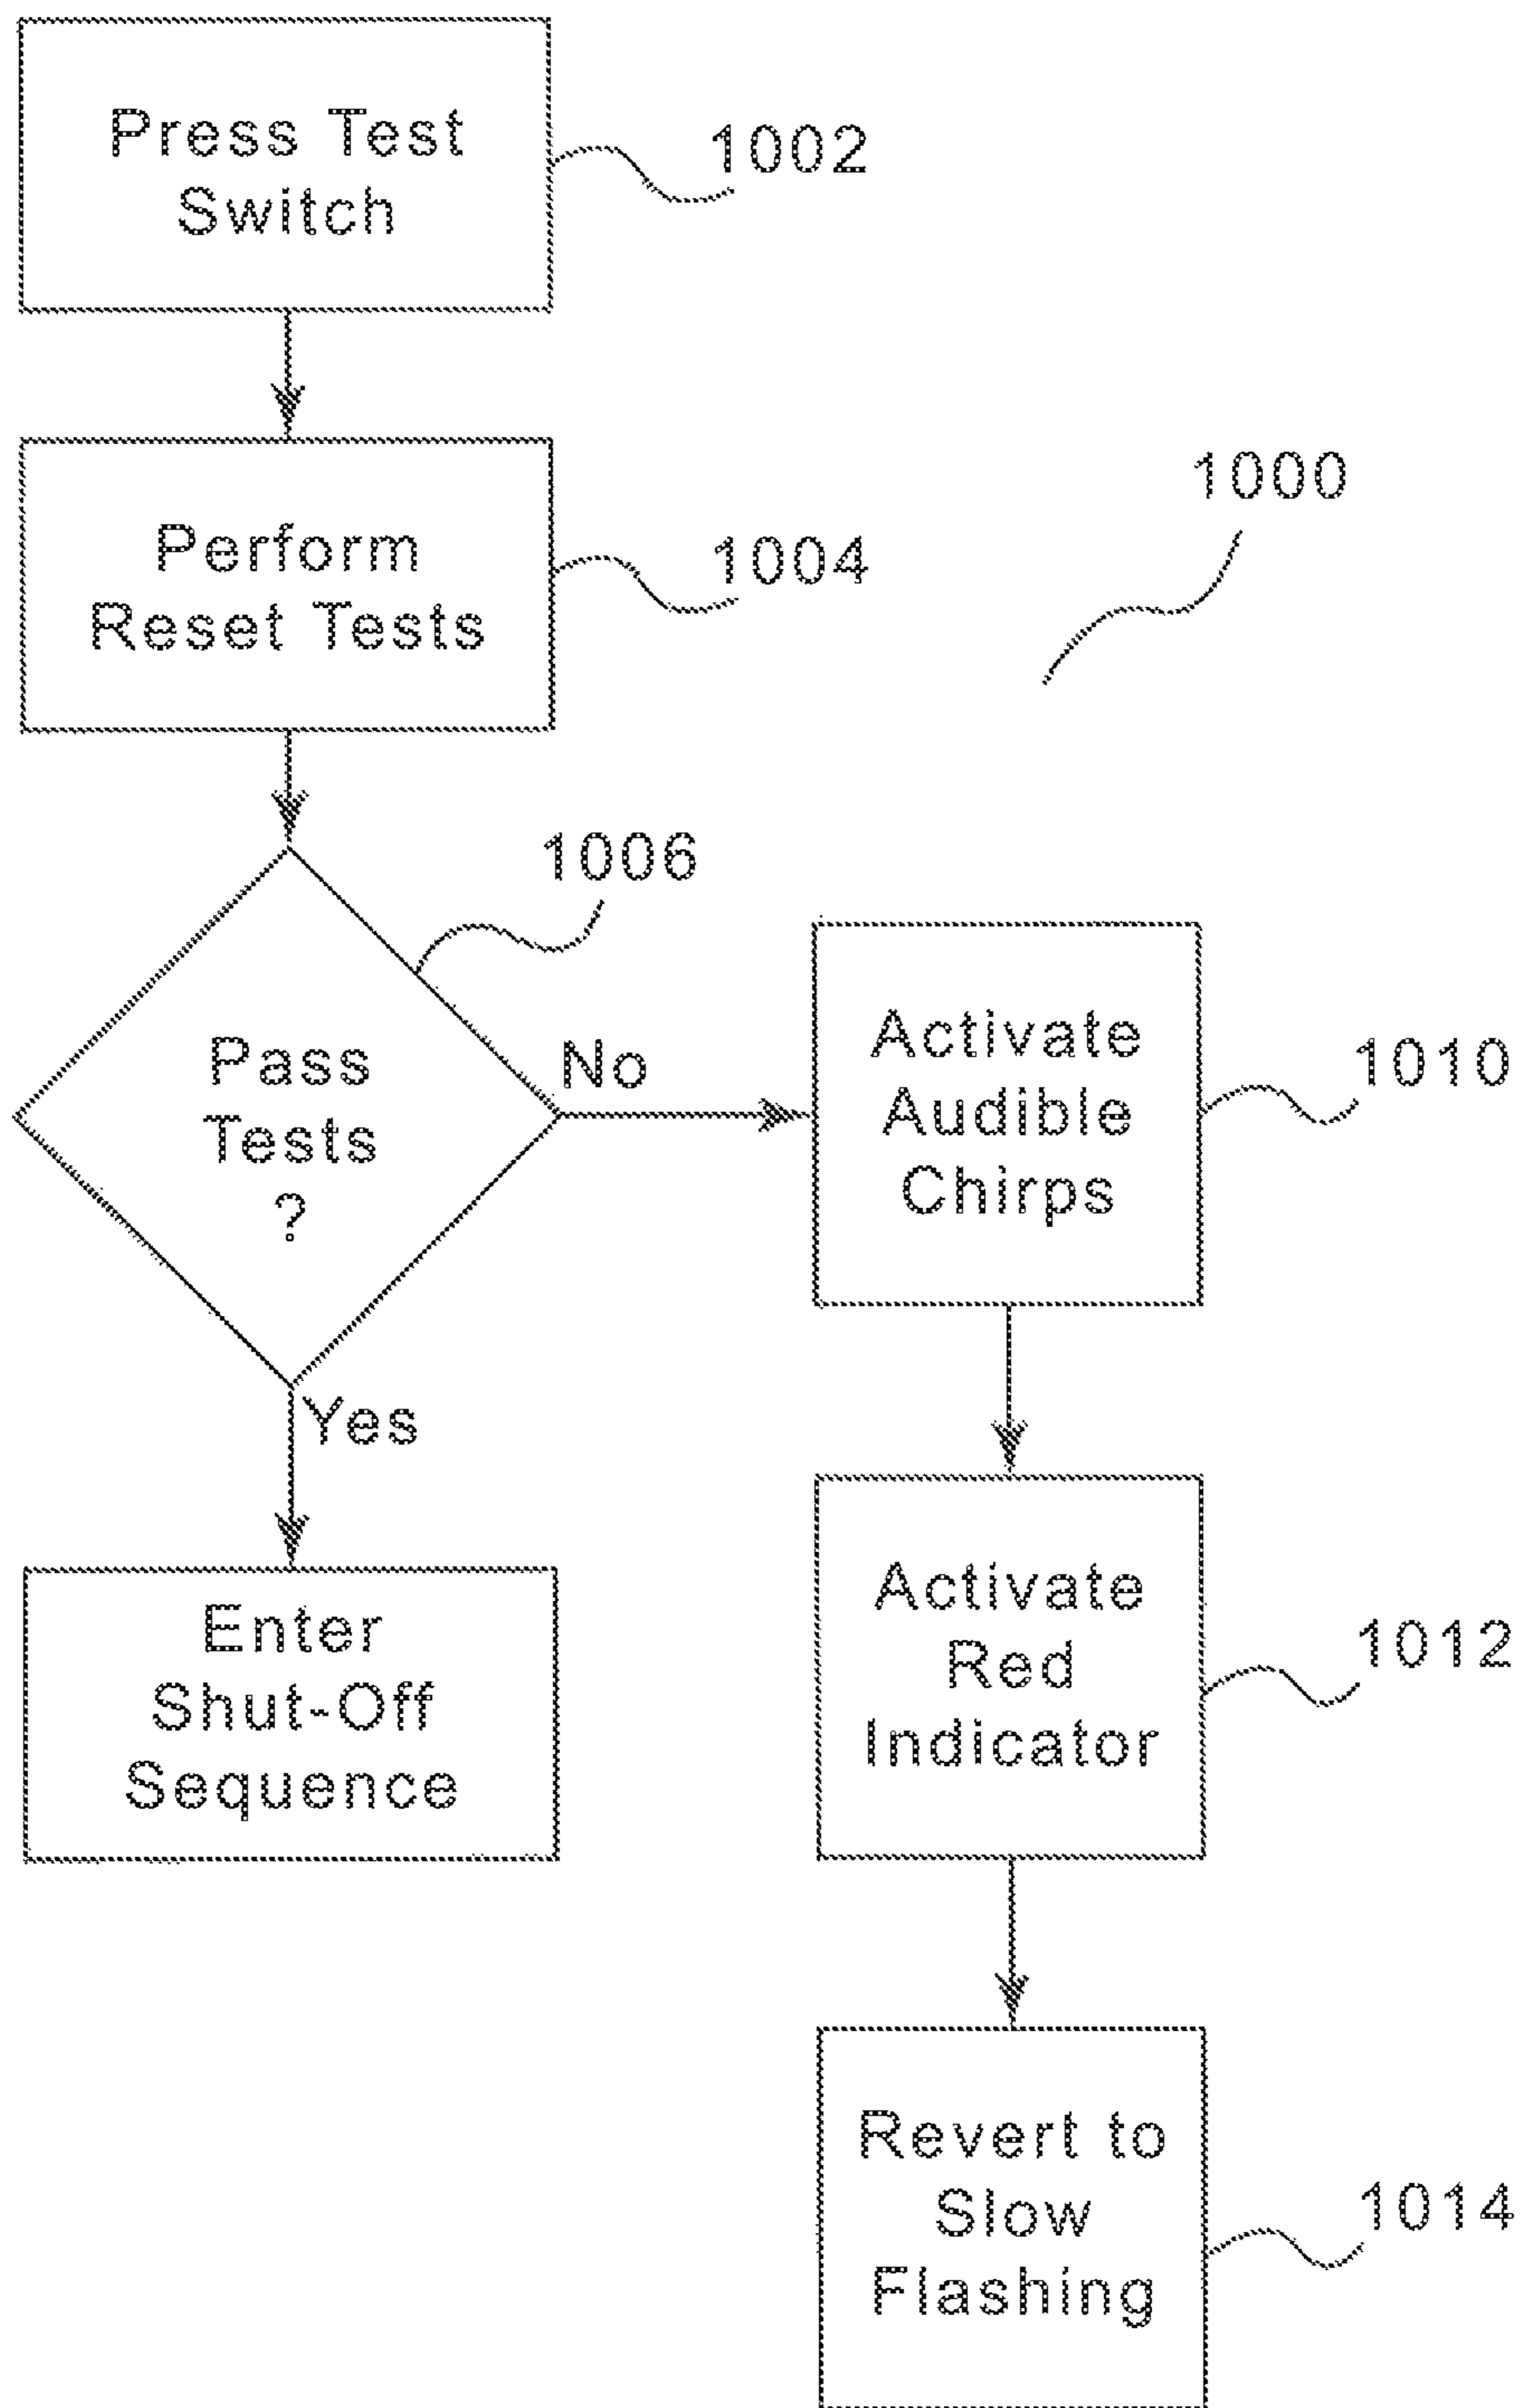 Press Test
Switch
1002
Perform
Reset Tests
1004
1000
1006
Pass
Tests
?
No
Yes
Activate
Audible
Chirps
1010
Enter
Shut-Off
Sequence
Activate
Red
Indicator
1012
Revert to
Slow
Flashing
1014